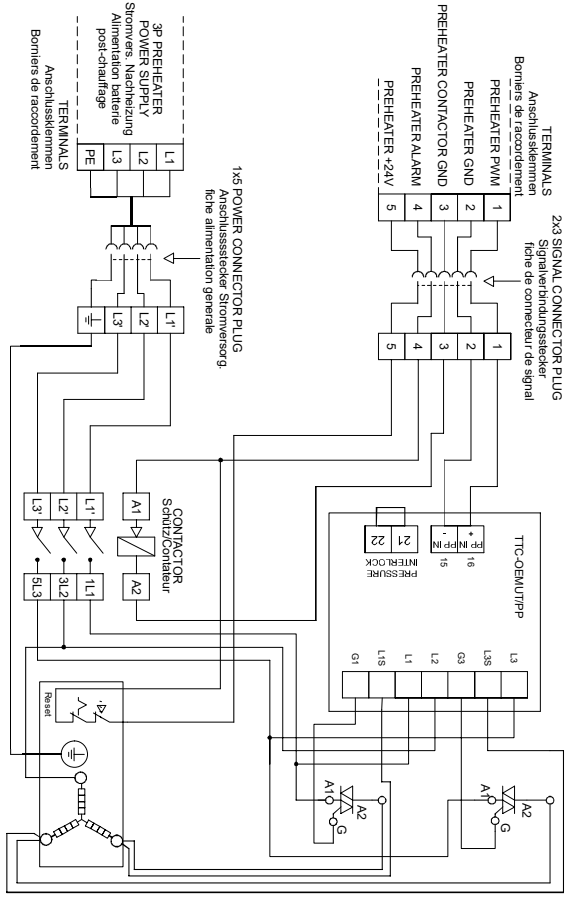 2x3 SIGNAL CONNECTOR PLUG
Signalverbindungsstecker
fiche de connecteur de signal
TERMINALS
Anschlussklemmen
Borniers de raccordement
PREHEATER PWM
PREHEATER GND
PREHEATER CONTACTOR GND
PREHEATER ALARM
PREHEATER +24V
1
2
3
4
5
1
2
3
4
5
TTC-OEMUT/PP
+ PP IN
16
- PP IN
15
21
22
PRESSURE
INTERLOCK
L3
L3S
G3
L2
L1
L1S
G1
A1
A2
G
A1
A2
G
1x5 POWER CONNECTOR PLUG
Anschlussstecker Stromversorg.
fiche alimentation generale
3P PREHEATER
POWER SUPPLY
Stromvers. Nachheizung
Alimentation batterie
post-chauffage
L1
L2
L3
PE
TERMINALS
Anschlussklemmen
Borniers de raccordement
L1'
L2'
L3'
CONTACTOR
Schütz/Contateur
A1
A2
L1'
L2'
L3'
1L1
3L2
5L3
Reset